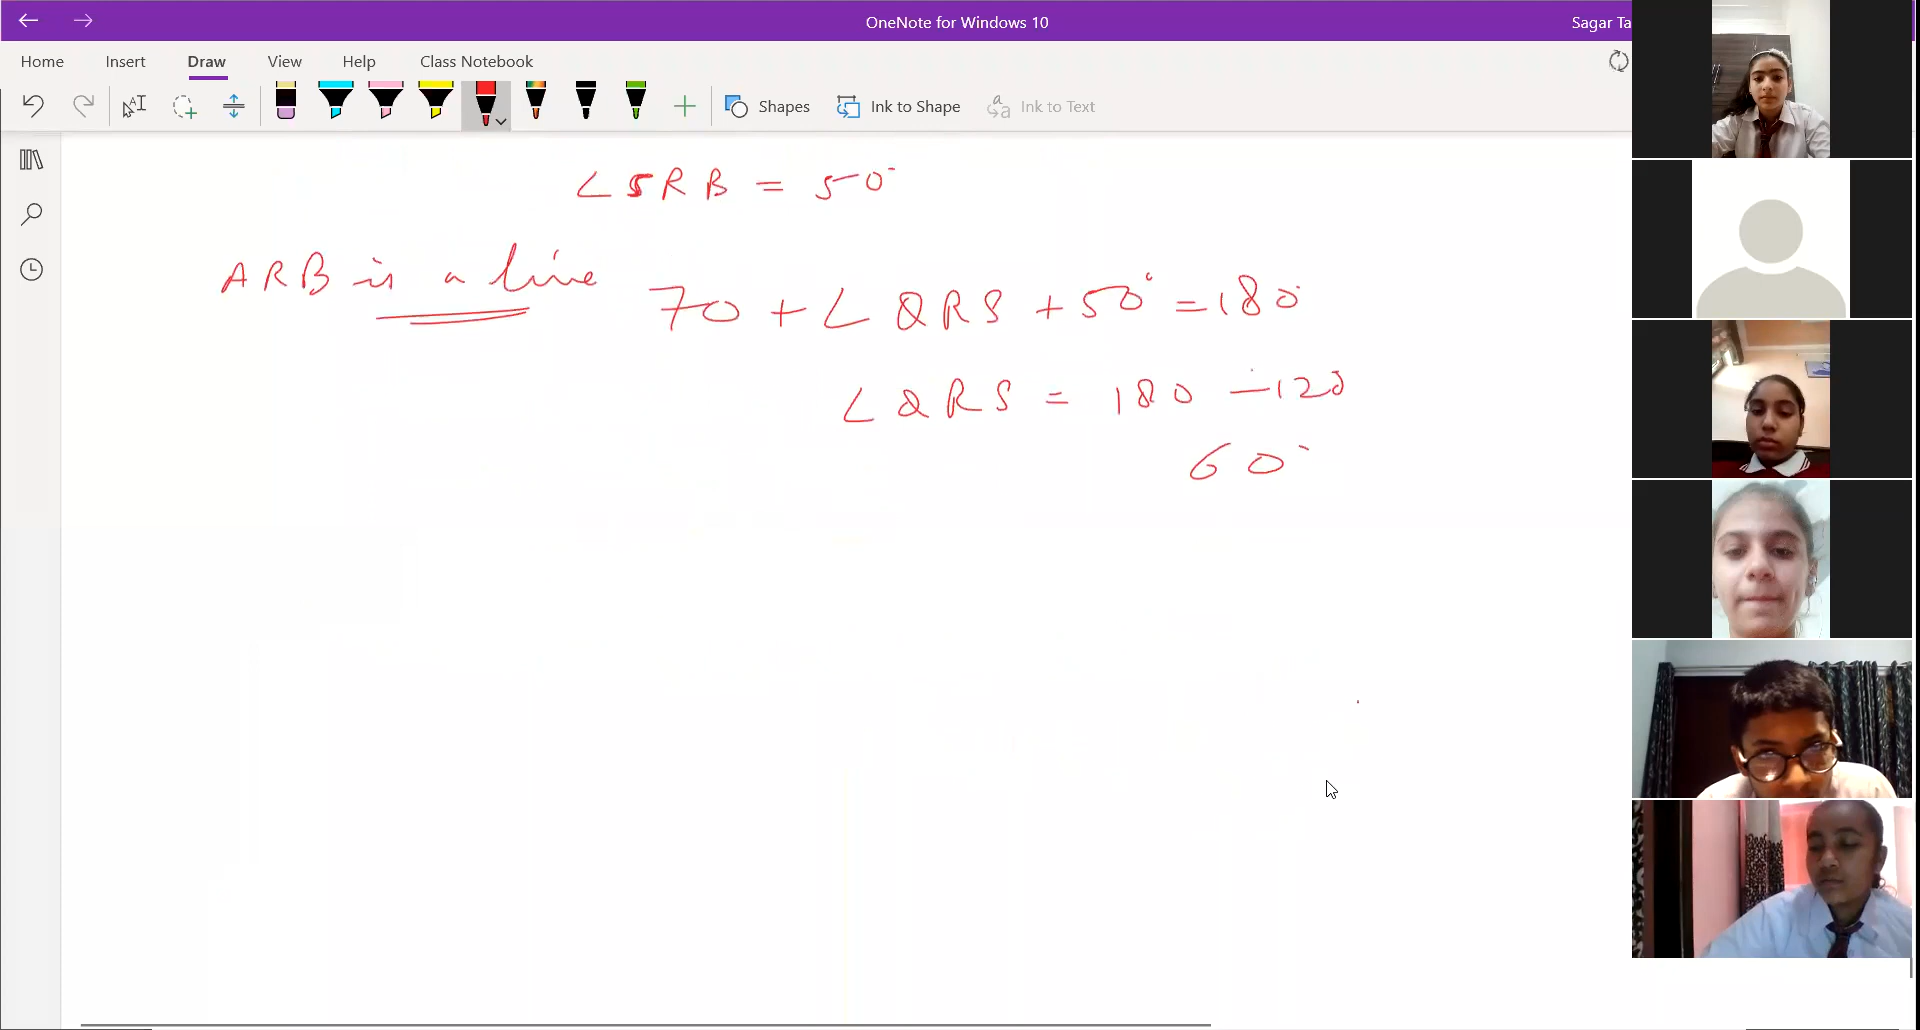 OneNote for Windows 10
Sagar Ta
Home Insert Draw View Help Class Notebook
Shapes Ink to Shape Ink to Text
∠SRB = 50°
ARB is a line
70 + ∠QRS + 50° = 180°
∠QRS = 180 - 120
60°